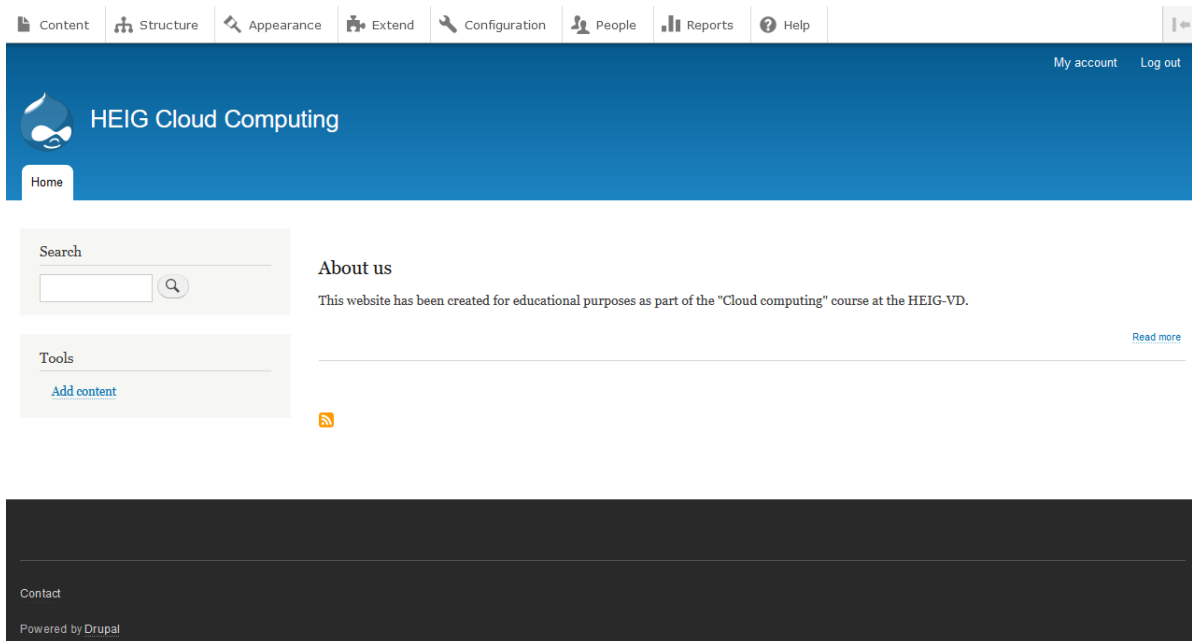 Content Structure Appearance Extend Configuration People Reports Help
My account Log out
HEIG Cloud Computing
Home
Search
Tools
Add content
About us
This website has been created for educational purposes as part of the "Cloud computing" course at the HEIG-VD.
Read more
Contact
Powered by Drupal